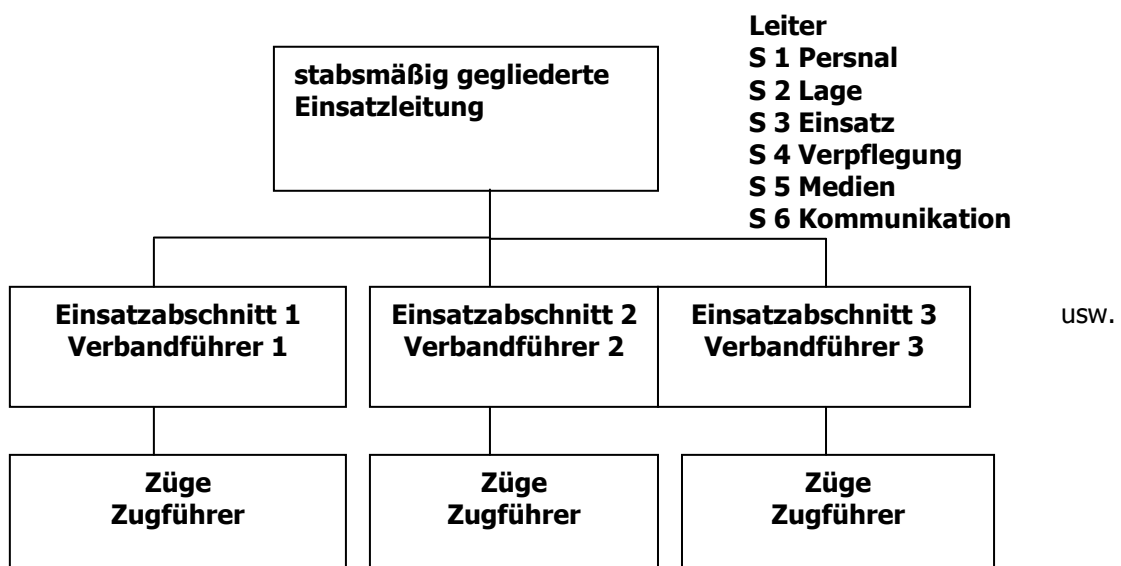 stabsmäßig gegliederte
Einsatzleitung
Leiter
S 1 Persnal
S 2 Lage
S 3 Einsatz
S 4 Verpflegung
S 5 Medien
S 6 Kommunikation
Einsatzabschnitt 1
Verbandführer 1
Einsatzabschnitt 2
Verbandführer 2
Einsatzabschnitt 3
Verbandführer 3
usw.
Züge
Zugführer
Züge
Zugführer
Züge
Zugführer